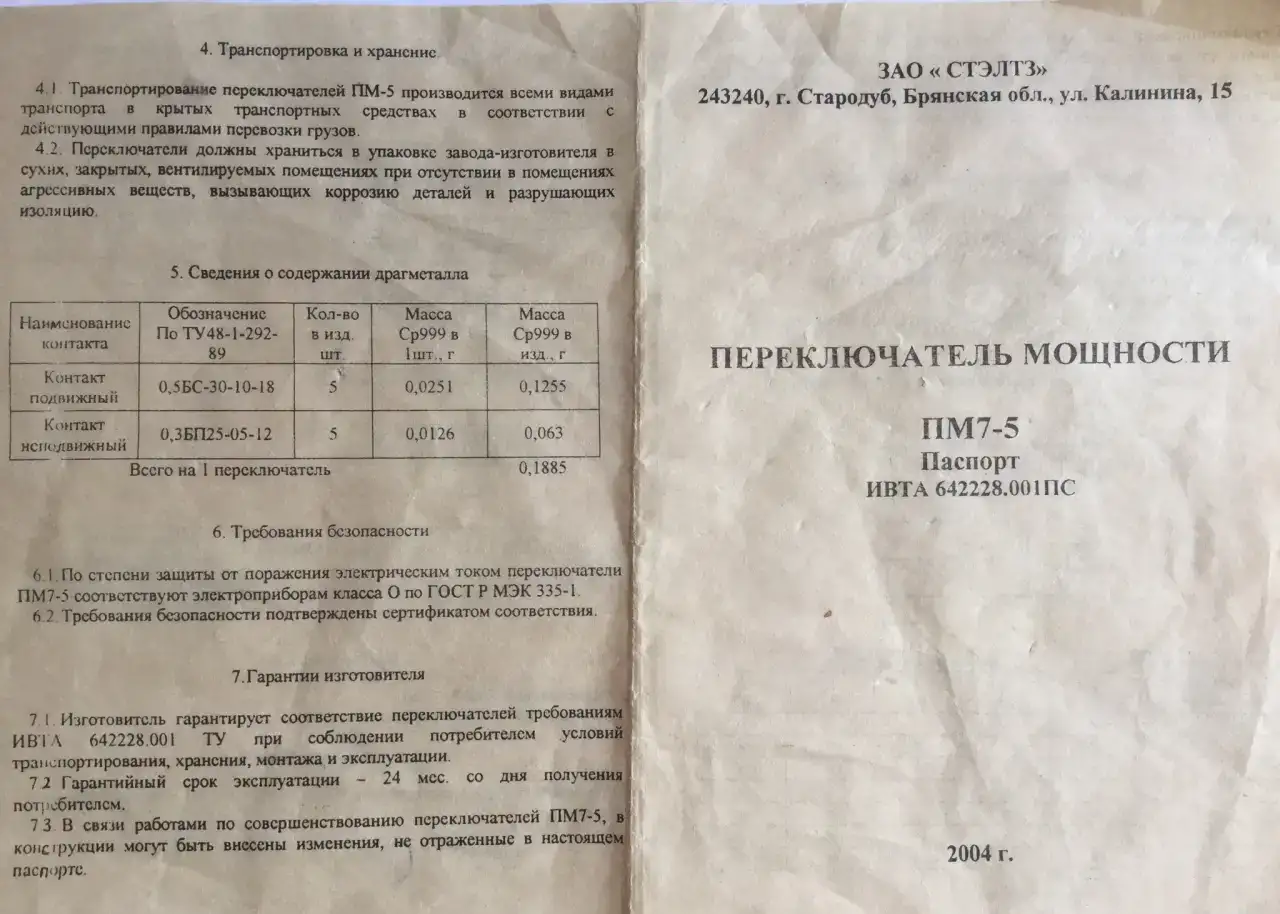 4. Транспортировка и хранение
4.1. Транспортирование переключателей ПМ-5 производится всеми видами
транспорта в крытых транспортных средствах в соответствии с
действующими правилами перевозки грузов.
4.2. Переключатели должны храниться в упаковке завода-изготовителя в
сухих, закрытых, вентилируемых помещениях при отсутствии в помещениях
агрессивных веществ, вызывающих коррозию деталей и разрушающих
изоляцию.
5. Сведения о содержании драгметалла
Наименование контакта Обозначение По ТУ48-1-292-89 Кол-во в изд. шт. Масса Ср999 в 1шт., г Масса Ср999 в изд., г
Контакт подвижный 0,5БС-30-10-18 5 0,0251 0,1255
Контакт неподвижный 0,3БП25-05-12 5 0,0126 0,063
Всего на 1 переключатель 0,1885
6. Требования безопасности
6.1.По степени защиты от поражения электрическим током переключатели
ПМ7-5 соответствуют электроприборам класса О по ГОСТ Р МЭК 335-1.
6.2. Требования безопасности подтверждены сертификатом соответствия.
7.Гарантии изготовителя
7.1. Изготовитель гарантирует соответствие переключателей требованиям
ИВТА 642228.001 ТУ при соблюдении потребителем условий
транспортирования, хранения, монтажа и эксплуатации.
7.2 Гарантийный срок эксплуатации – 24 мес. со дня получения
потребителем.
7.3 В связи работами по совершенствованию переключателей ПМ7-5, в
конструкции могут быть внесены изменения, не отраженные в настоящем
паспорте.
ЗАО « СТЭЛТЗ»
243240, г. Стародуб, Брянская обл., ул. Калинина, 15
ПЕРЕКЛЮЧАТЕЛЬ МОЩНОСТИ
ПМ7-5
Паспорт
ИВТА 642228.001ПС
2004 г.